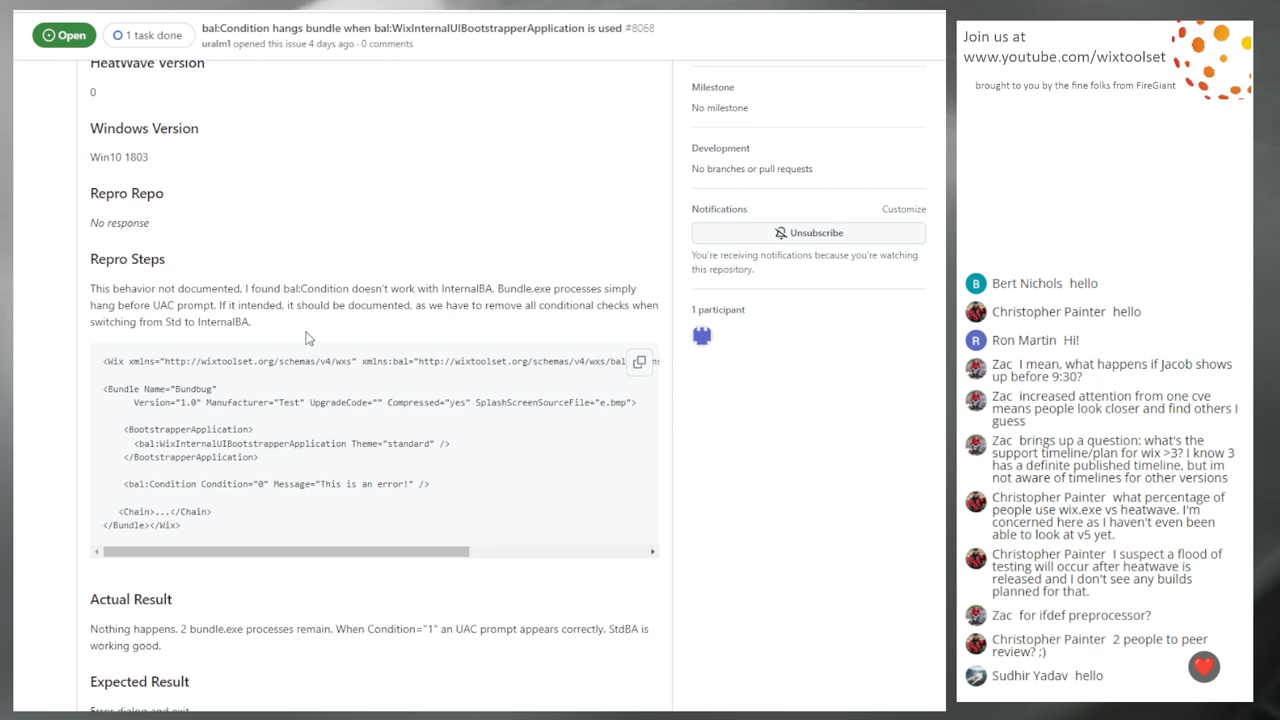 Open
1 task done
bal:Condition hangs bundle when bal:WixInternalUIBootstrapperApplication is used #8068
uralm1 opened this issue 4 days ago · 0 comments
HeatWave Version
0
Windows Version
Win10 1803
Repro Repo
No response
Repro Steps
This behavior not documented, I found bal:Condition doesn't work with InternalBA. Bundle.exe processes simply
hang before UAC prompt. If it intended, it should be documented, as we have to remove all conditional checks when
switching from Std to InternalBA.
<Wix xmlns="http://wixtoolset.org/schemas/v4/wxs" xmlns:bal="http://wixtoolset.org/schemas/v4/wxs/bal
<Bundle Name="Bundbug"
Version="1.0" Manufacturer="Test" UpgradeCode="" Compressed="yes" SplashScreenSourceFile="e.bmp">
<BootstrapperApplication>
<bal:WixInternalUIBootstrapperApplication Theme="standard" />
</BootstrapperApplication>
<bal:Condition Condition="0" Message="This is an error!" />
<Chain>...</Chain>
</Bundle></Wix>
Actual Result
Nothing happens. 2 bundle.exe processes remain. When Condition="1" an UAC prompt appears correctly. StdBA is
working good.
Expected Result
Error dialog and exit
Milestone
No milestone
Development
No branches or pull requests
Notifications
Customize
Unsubscribe
You're receiving notifications because you're watching
this repository.
1 participant
Join us at
www.youtube.com/wixtoolset
brought to you by the fine folks from FireGiant
B Bert Nichols hello
Christopher Painter hello
R Ron Martin Hi!
Zac I mean, what happens if Jacob shows
up before 9:30?
Zac increased attention from one cve
means people look closer and find others I
guess
Zac brings up a question: what's the
support timeline/plan for wix >3? I know 3
has a definite published timeline, but im
not aware of timelines for other versions
Christopher Painter what percentage of
people use wix.exe vs heatwave. I'm
concerned here as I haven't even been
able to look at v5 yet.
Christopher Painter I suspect a flood of
testing will occur after heatwave is
released and I don't see any builds
planned for that.
Zac for ifdef preprocessor?
Christopher Painter 2 people to peer
review? ;)
Sudhir Yadav hello